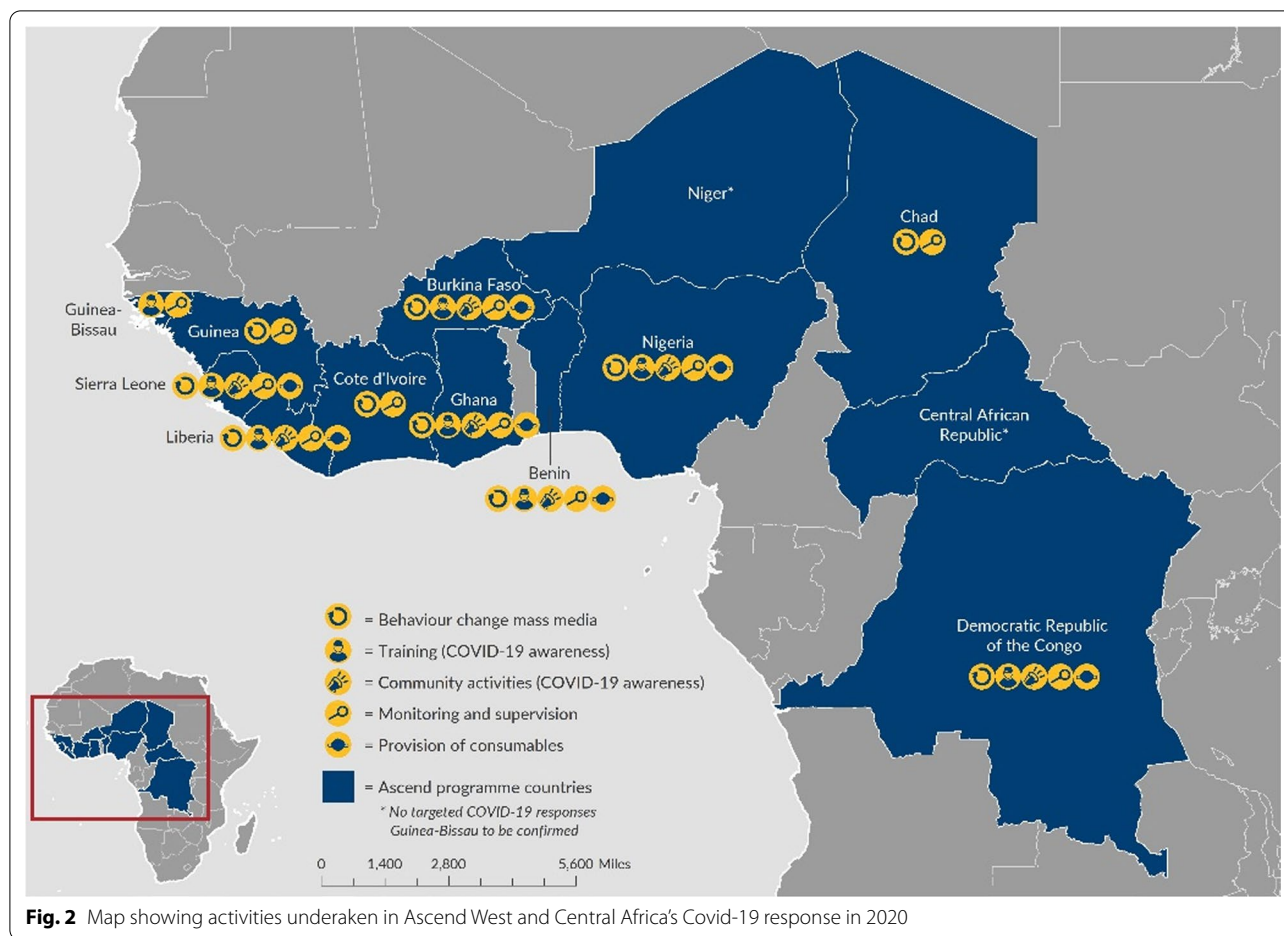 Niger*
Chad
Burkina Faso
Guinea-
Bissau
Guinea
Nigeria
Sierra Leone
Cote d'Ivoire
Ghana
Central African
Republic*
Liberia
Benin
Democratic Republic
of the Congo
= Behaviour change mass media
= Training (COVID-19 awareness)
= Community activities (COVID-19 awareness)
= Monitoring and supervision
= Provision of consumables
= Ascend programme countries
* No targeted COVID-19 responses
Guinea-Bissau to be confirmed
0 1,400 2,800 5,600 Miles
Fig. 2 Map showing activities underaken in Ascend West and Central Africa's Covid-19 response in 2020